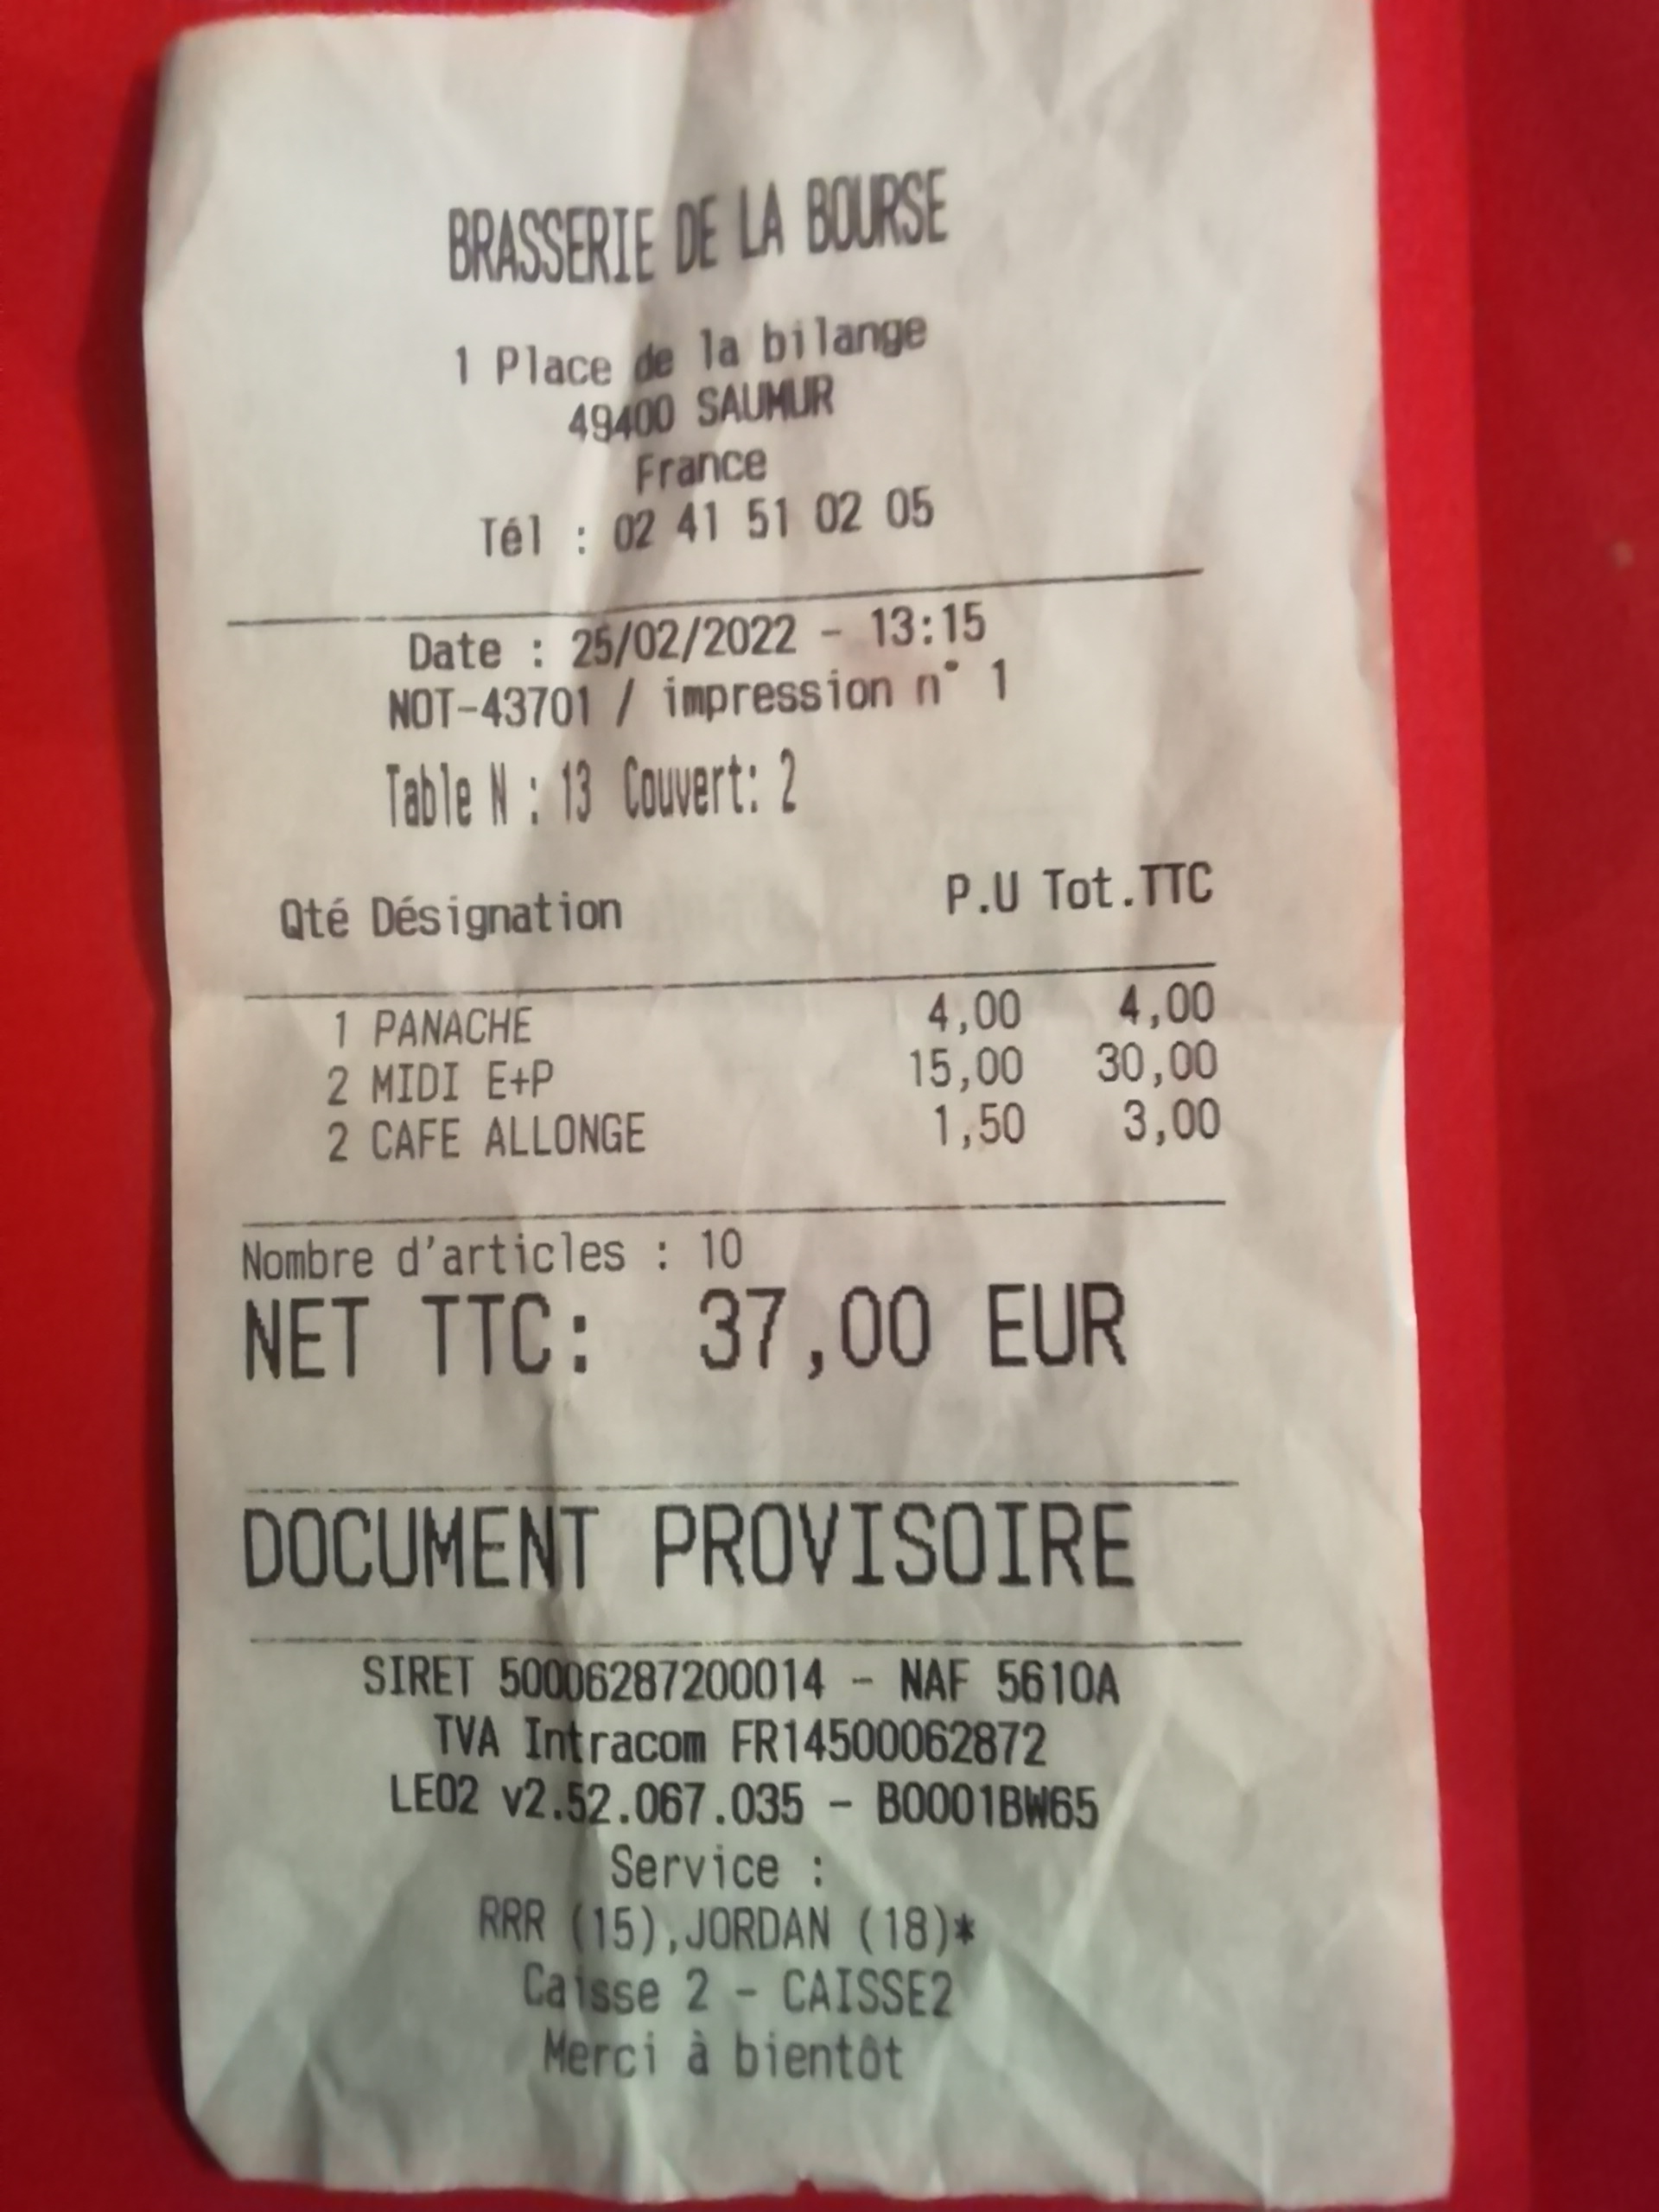 BRASSERIE DE LA BOURSE
1 Place de la bilange
49400 SAUMUR
France
Tél : 02 41 51 02 05
Date : 25/02/2022 - 13:15
NOT-43701 / impression n° 1
Table N : 13 Couvert: 2
Qté Désignation P.U Tot.TTC
1 PANACHE 4,00 4,00
2 MIDI E+P 15,00 30,00
2 CAFE ALLONGE 1,50 3,00
Nombre d'articles : 10
NET TTC: 37,00 EUR
DOCUMENT PROVISOIRE
SIRET 50006287200014 - NAF 5610A
TVA Intracom FR14500062872
LEO2 v2.52.067.035 - B0001BW65
Service :
RRR (15),JORDAN (18)*
Caisse 2 - CAISSE2
Merci à bientôt